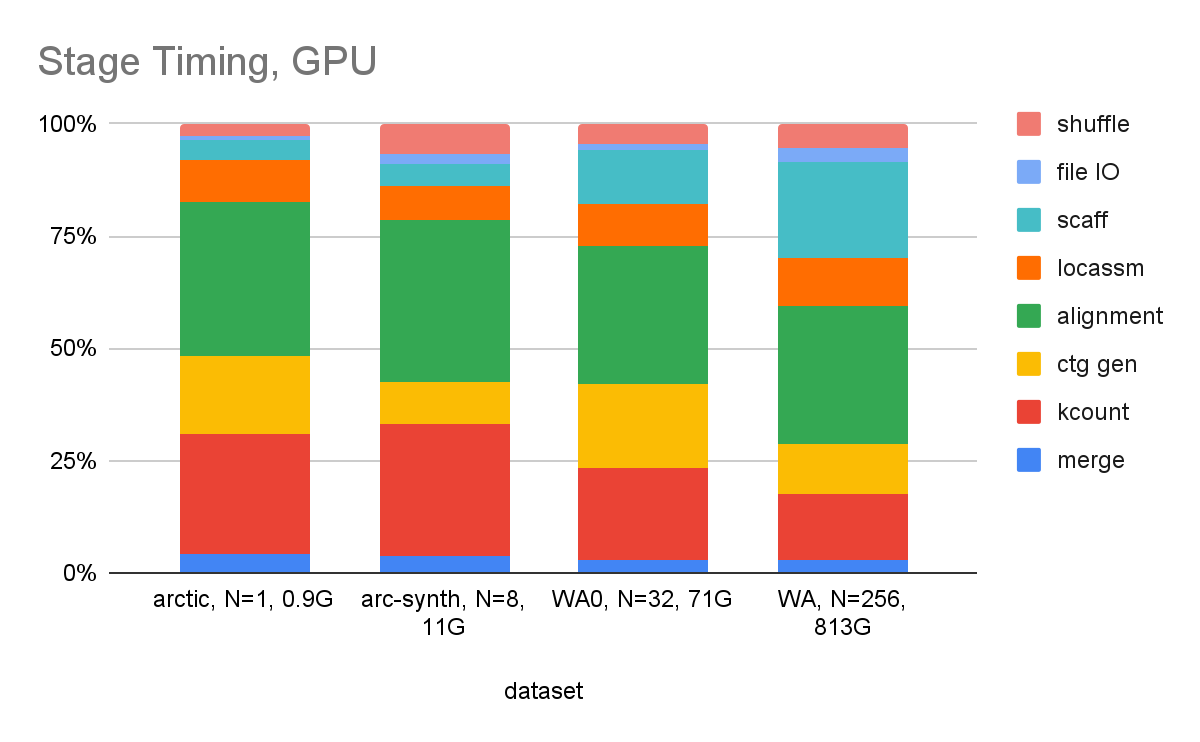 Stage Timing, GPU
100%
75%
50%
25%
0%
arctic, N=1, 0.9G
arc-synth, N=8,
11G
WA0, N=32, 71G
WA, N=256,
813G
dataset
shuffle
file IO
scaff
locassm
alignment
ctg gen
kcount
merge